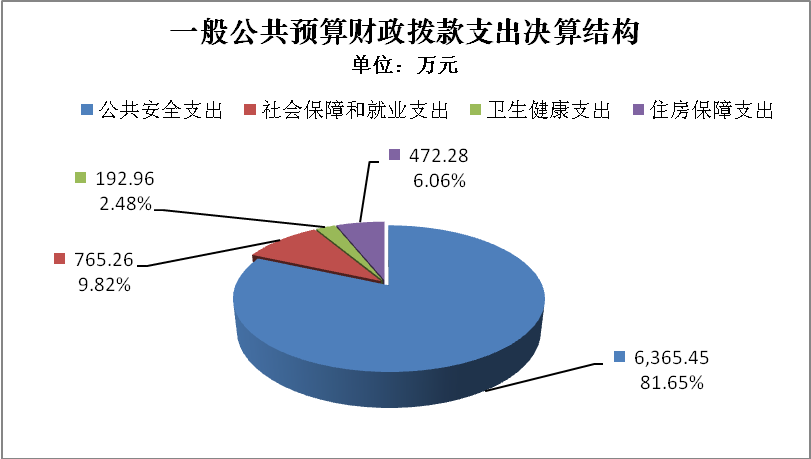 一般公共预算财政拨款支出决算结构
单位：万元
公共安全支出 社会保障和就业支出 卫生健康支出 住房保障支出
472.28
6.06%
192.96
2.48%
765.26
9.82%
6,365.45
81.65%